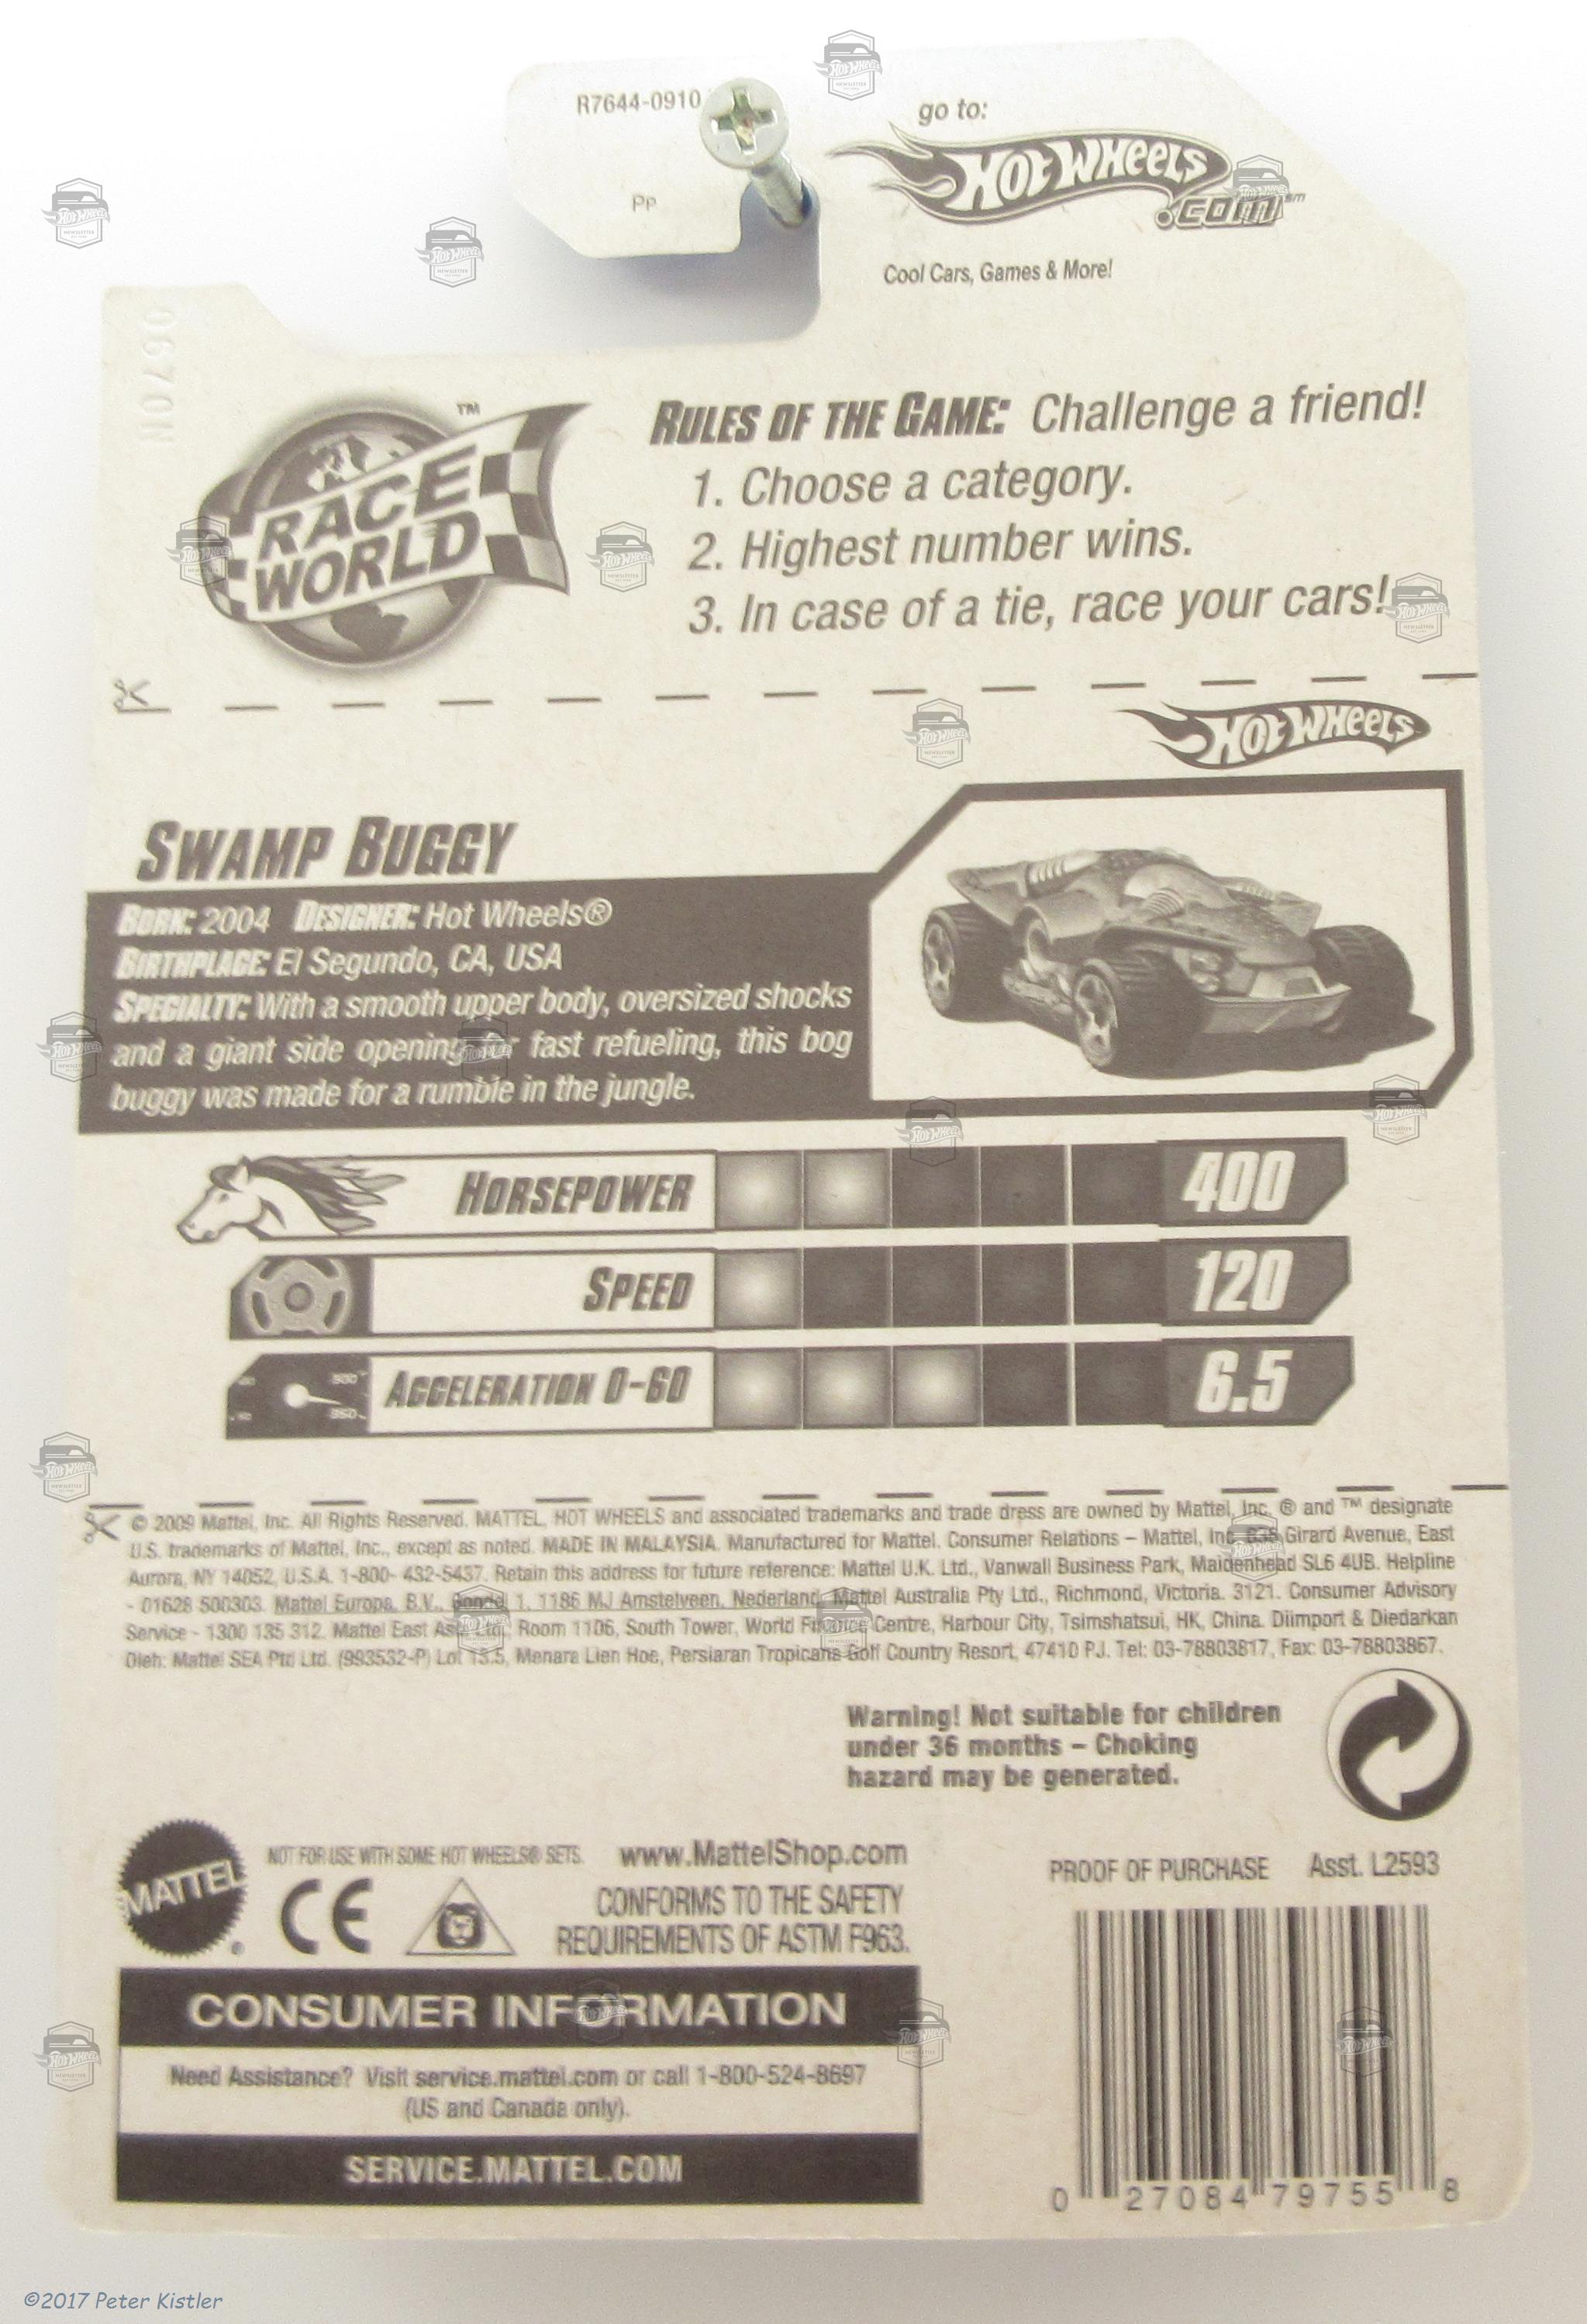 R7644-0910
Pp
go to:
Hot Wheels
.com℠
Cool Cars, Games & More!
0670N
RACE WORLD™
RULES OF THE GAME: Challenge a friend!
1. Choose a category.
2. Highest number wins.
3. In case of a tie, race your cars!
Hot Wheels
SWAMP BUGGY
BORN: 2004 DESIGNER: Hot Wheels®
BIRTHPLACE: El Segundo, CA, USA
SPECIALTY: With a smooth upper body, oversized shocks
and a giant side opening fast refueling, this bog
buggy was made for a rumble in the jungle.
HORSEPOWER 400
SPEED 120
ACCELERATION 0-60 6.5
© 2009 Mattel, Inc. All Rights Reserved. MATTEL, HOT WHEELS and associated trademarks and trade dress are owned by Mattel, Inc. ® and ™ designate
U.S. trademarks of Mattel, Inc., except as noted. MADE IN MALAYSIA. Manufactured for Mattel. Consumer Relations – Mattel, Inc. 636 Girard Avenue, East
Aurora, NY 14052, U.S.A. 1-800- 432-5437. Retain this address for future reference: Mattel U.K. Ltd., Vanwall Business Park, Maidenhead SL6 4UB. Helpline
- 01628 500303. Mattel Europa, B.V., Gondel 1, 1186 MJ Amstelveen, Nederland. Mattel Australia Pty Ltd., Richmond, Victoria. 3121. Consumer Advisory
Service - 1300 135 312. Mattel East Asia Ltd., Room 1106, South Tower, World Finance Centre, Harbour City, Tsimshatsui, HK, China. Diimport & Diedarkan
Oleh: Mattel SEA Ptd Ltd. (993532-P) Lot 13.5, Menara Lien Hoe, Persiaran Tropicana Golf Country Resort, 47410 PJ. Tel: 03-78803817, Fax: 03-78803867.
Warning! Not suitable for children
under 36 months – Choking
hazard may be generated.
MATTEL®
NOT FOR USE WITH SOME HOT WHEELS® SETS.
www.MattelShop.com
CE
CONFORMS TO THE SAFETY
REQUIREMENTS OF ASTM F963.
PROOF OF PURCHASE Asst. L2593
CONSUMER INFORMATION
Need Assistance? Visit service.mattel.com or call 1-800-524-8697
(US and Canada only).
SERVICE.MATTEL.COM
0 27084 79755 8
©2017 Peter Kistler